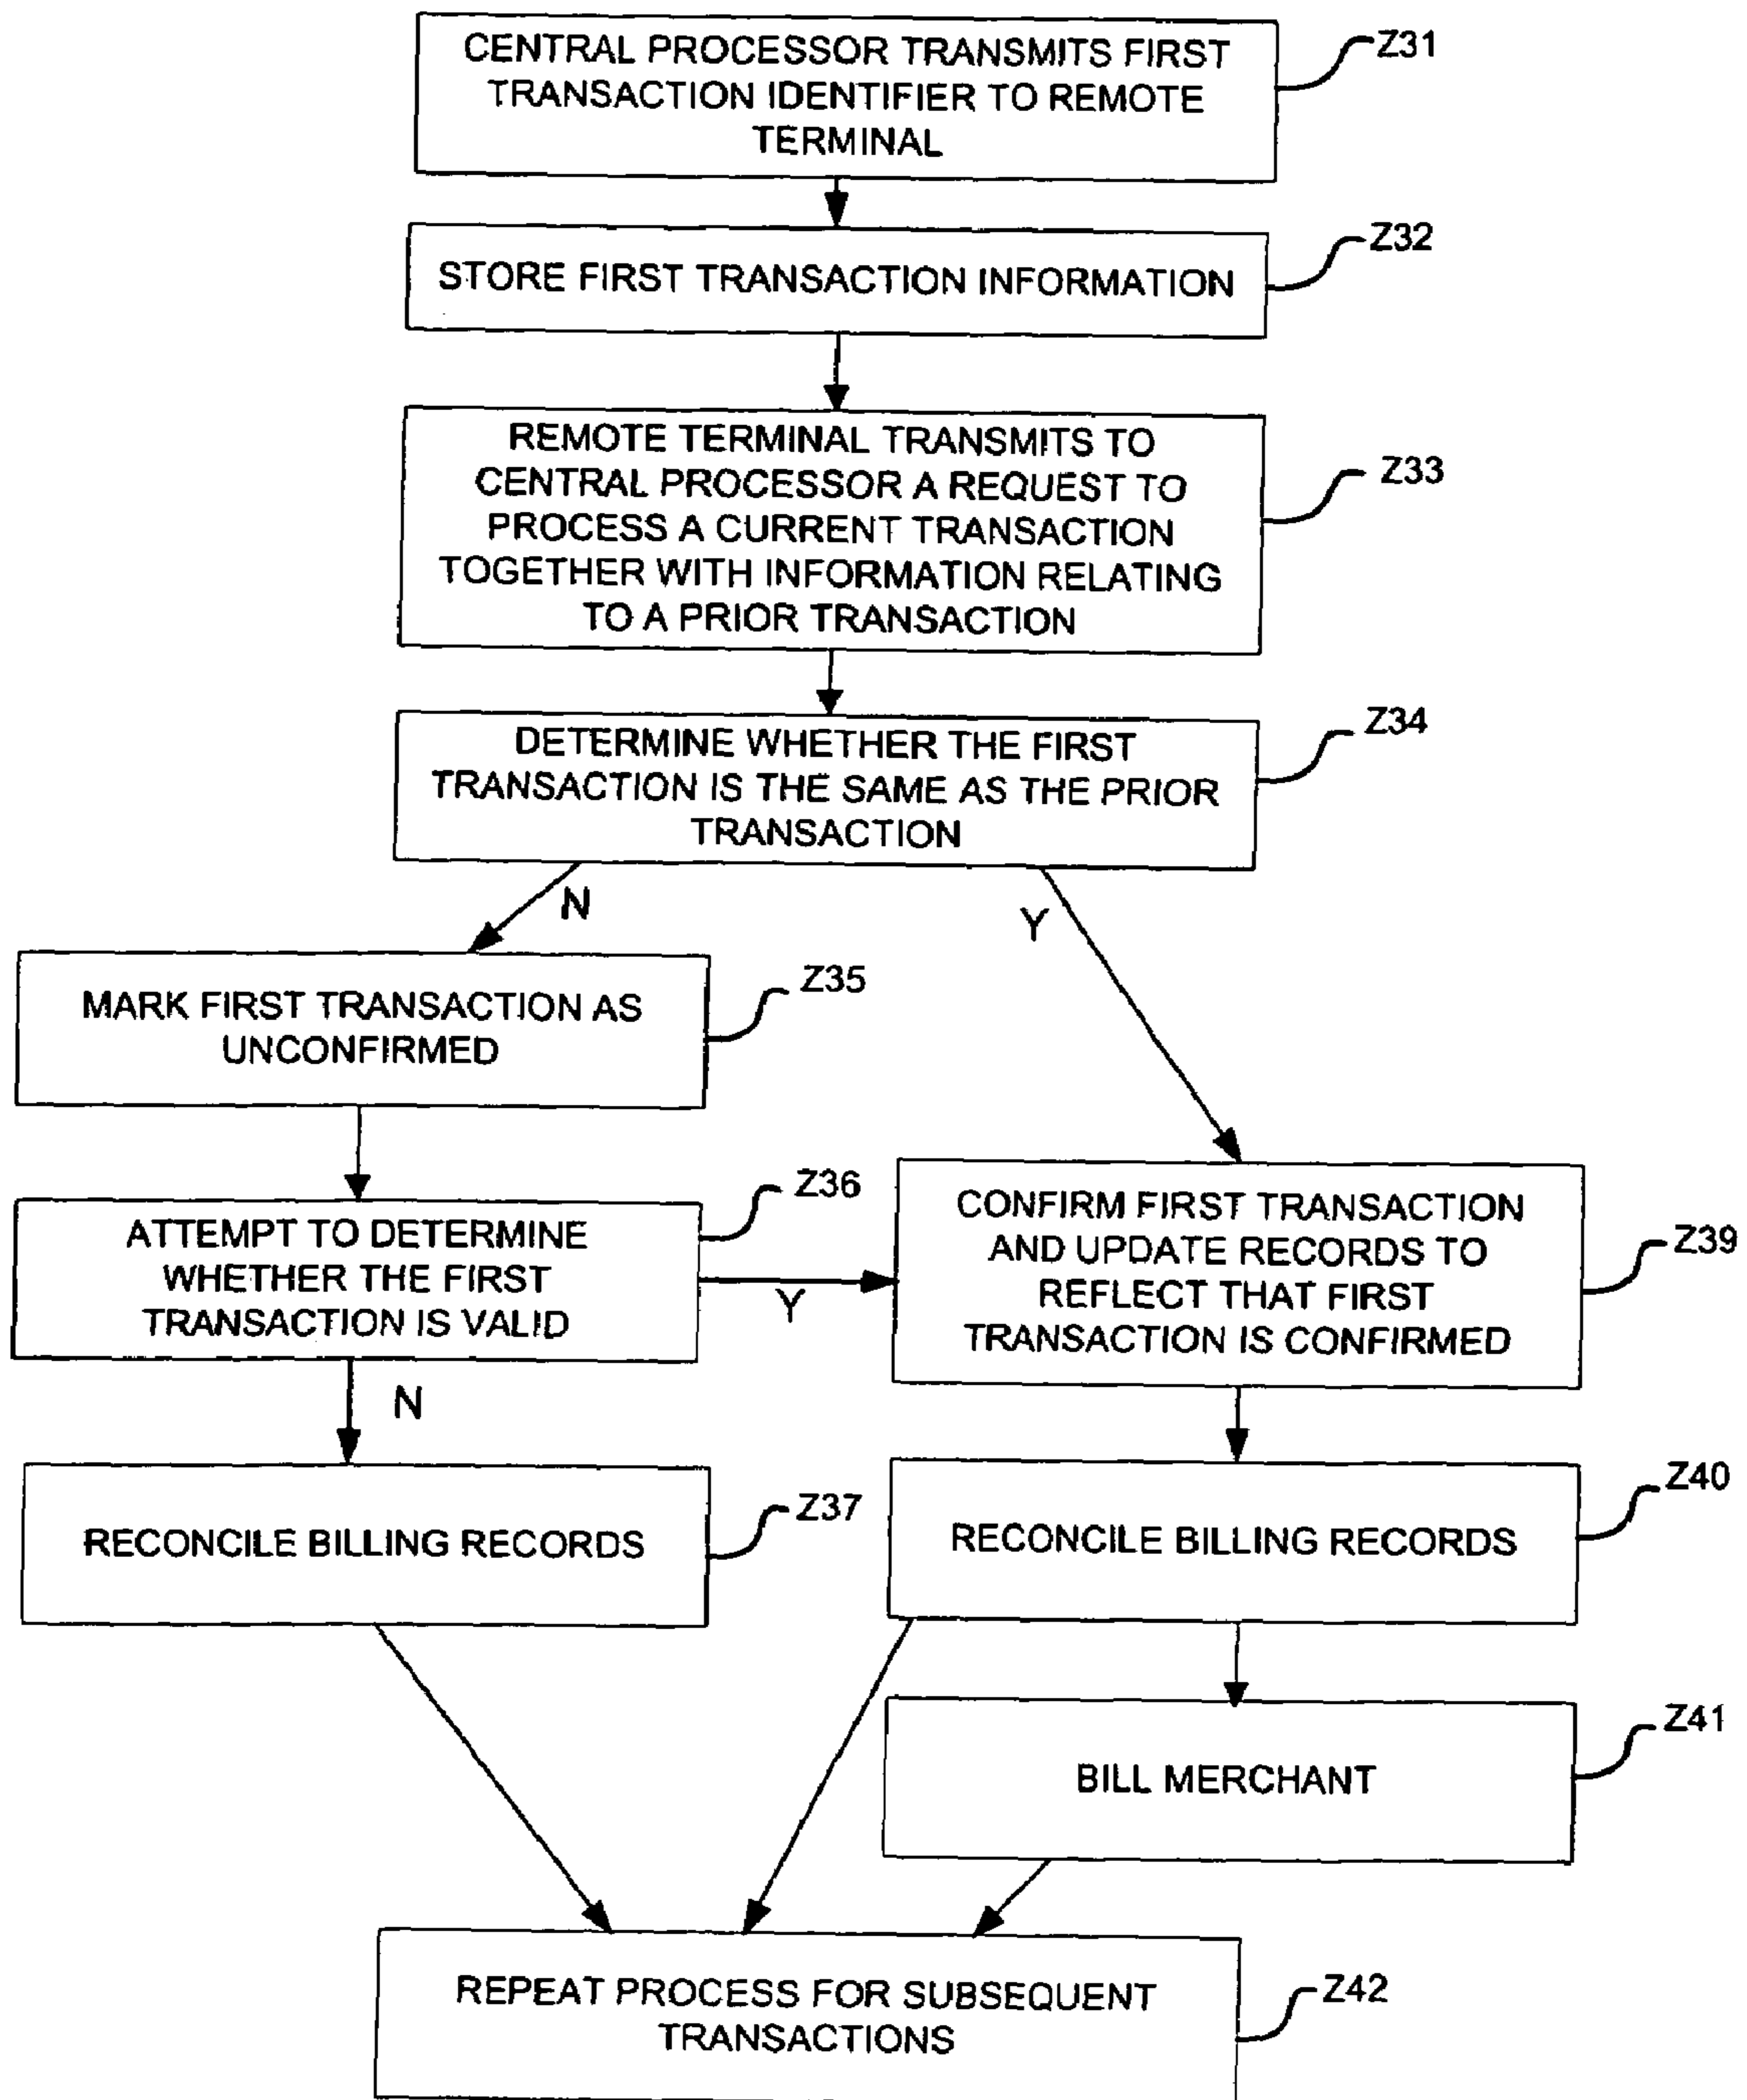 CENTRAL PROCESSOR TRANSMITS FIRST
TRANSACTION IDENTIFIER TO REMOTE
TERMINAL
Z31
STORE FIRST TRANSACTION INFORMATION
Z32
REMOTE TERMINAL TRANSMITS TO
CENTRAL PROCESSOR A REQUEST TO
PROCESS A CURRENT TRANSACTION
TOGETHER WITH INFORMATION RELATING
TO A PRIOR TRANSACTION
Z33
DETERMINE WHETHER THE FIRST
TRANSACTION IS THE SAME AS THE PRIOR
TRANSACTION
Z34
N
Y
MARK FIRST TRANSACTION AS
UNCONFIRMED
Z35
ATTEMPT TO DETERMINE
WHETHER THE FIRST
TRANSACTION IS VALID
Z36
Y
N
CONFIRM FIRST TRANSACTION
AND UPDATE RECORDS TO
REFLECT THAT FIRST
TRANSACTION IS CONFIRMED
Z39
RECONCILE BILLING RECORDS
Z37
RECONCILE BILLING RECORDS
Z40
BILL MERCHANT
Z41
REPEAT PROCESS FOR SUBSEQUENT
TRANSACTIONS
Z42